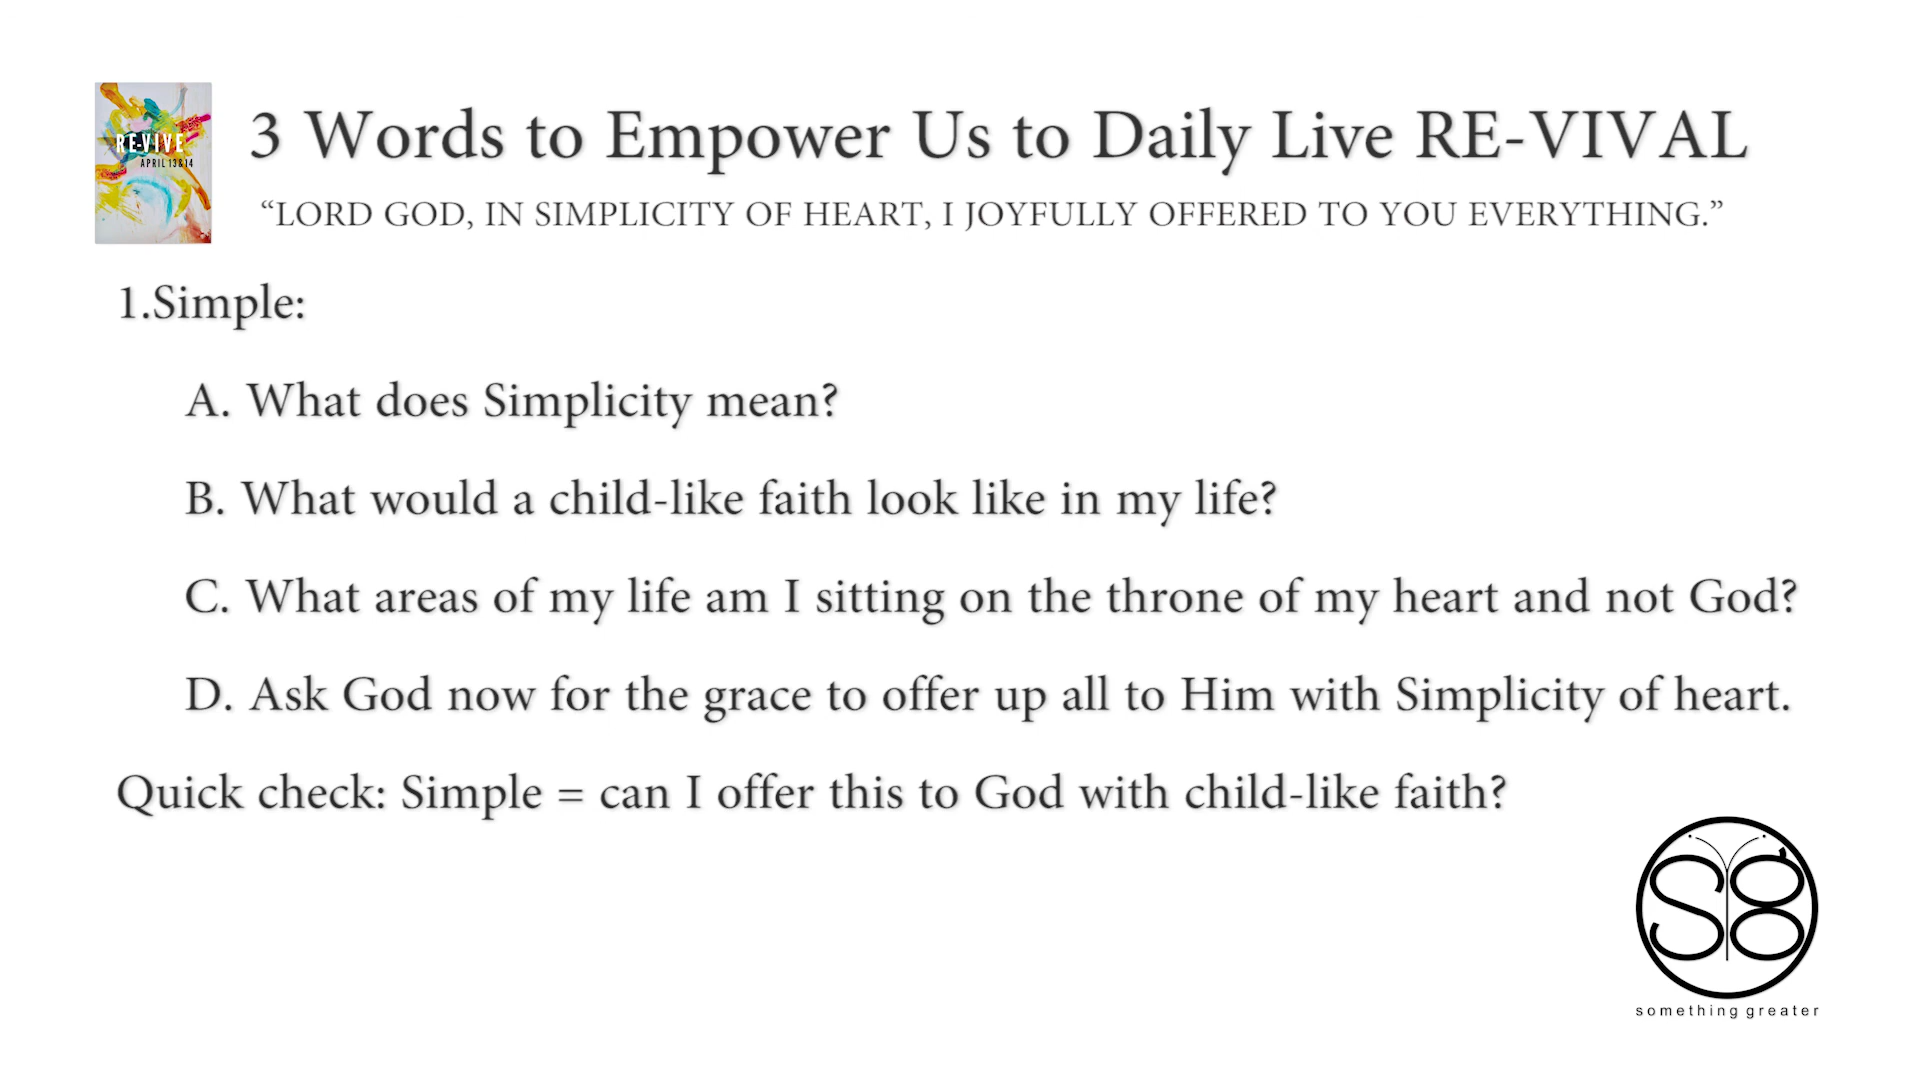 RE-VIVE
APRIL 13&14
3 Words to Empower Us to Daily Live RE-VIVAL
“LORD GOD, IN SIMPLICITY OF HEART, I JOYFULLY OFFERED TO YOU EVERYTHING.”
1.Simple:
A. What does Simplicity mean?
B. What would a child-like faith look like in my life?
C. What areas of my life am I sitting on the throne of my heart and not God?
D. Ask God now for the grace to offer up all to Him with Simplicity of heart.
Quick check: Simple = can I offer this to God with child-like faith?
sg
something greater